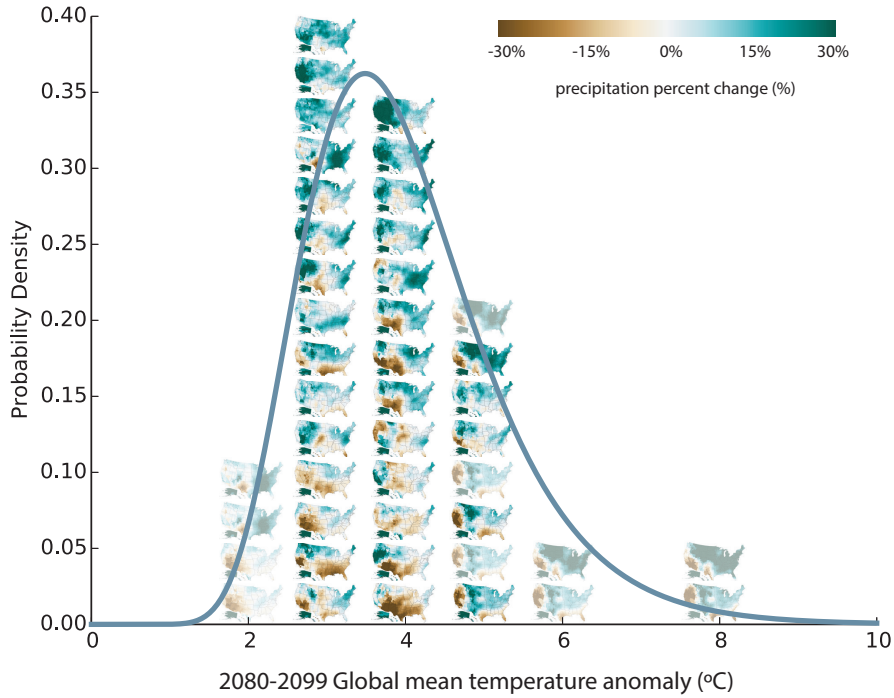 0.40
0.35
0.30
0.25
0.20
0.15
0.10
0.05
0.00
Probability Density
-30% -15% 0% 15% 30%
precipitation percent change (%)
0 2 4 6 8 10
2080-2099 Global mean temperature anomaly (ºC)